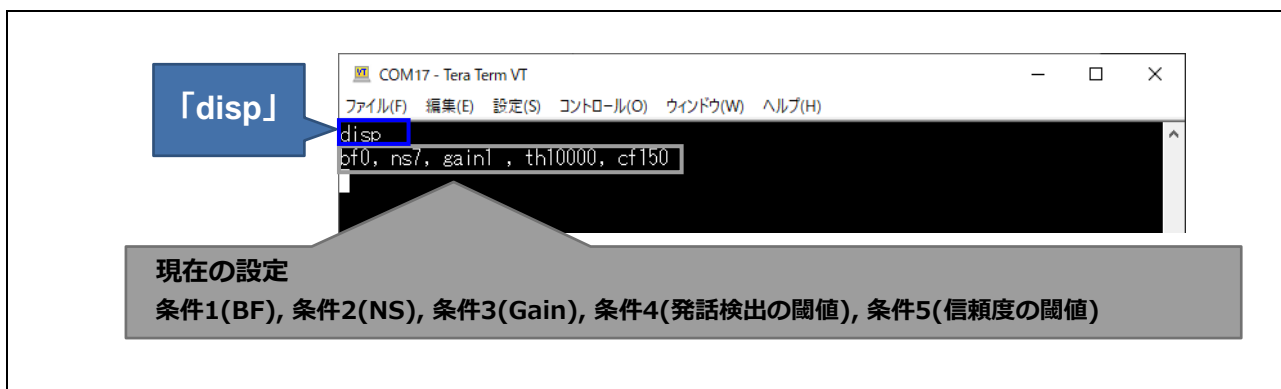 「disp」
COM17 - Tera Term VT
ファイル(F) 編集(E) 設定(S) コントロール(O) ウィンドウ(W) ヘルプ(H)
disp
bf0, ns7, gain1 , th10000, cf150
現在の設定
条件1(BF), 条件2(NS), 条件3(Gain), 条件4(発話検出の閾値), 条件5(信頼度の閾値)